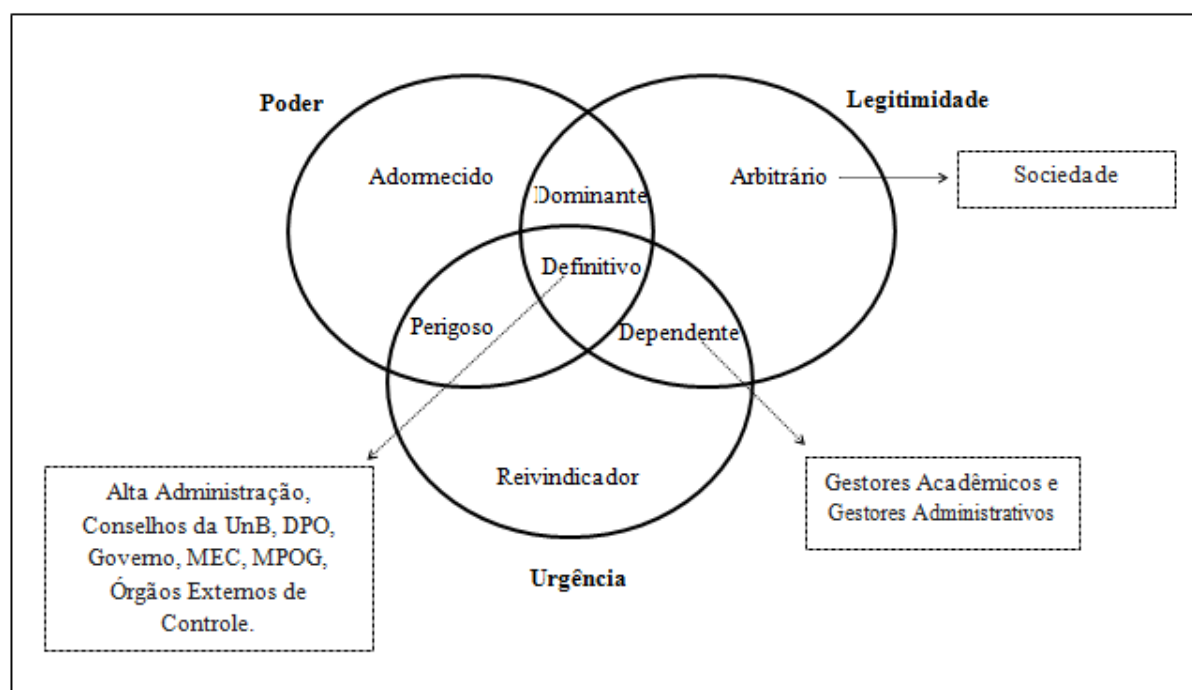 Poder
Legitimidade
Adormecido
Dominante
Arbitrário
Sociedade
Definitivo
Perigoso
Dependente
Reivindicador
Alta Administração,
Conselhos da UnB, DPO,
Governo, MEC, MPOG,
Órgãos Externos de
Controle.
Gestores Acadêmicos e
Gestores Administrativos
Urgência